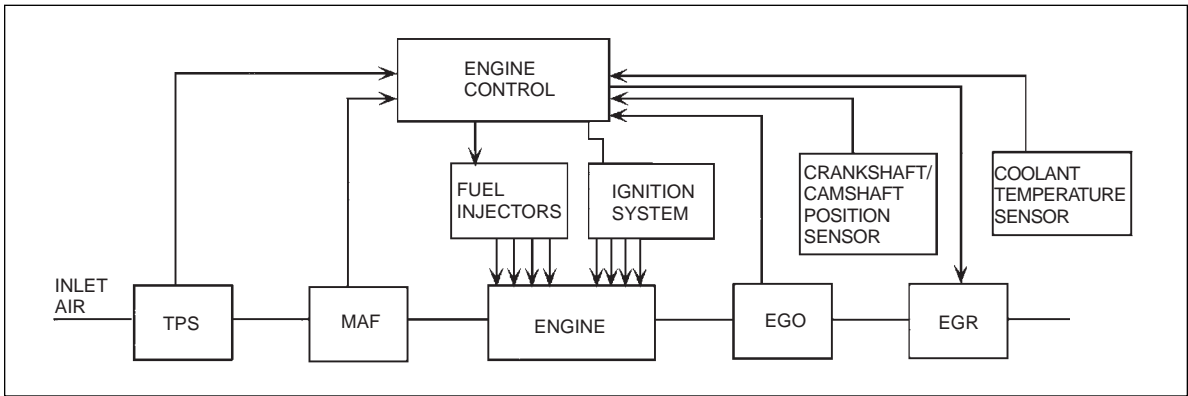 ENGINE
CONTROL
FUEL
INJECTORS
IGNITION
SYSTEM
CRANKSHAFT/
CAMSHAFT
POSITION
SENSOR
COOLANT
TEMPERATURE
SENSOR
INLET
AIR
TPS
MAF
ENGINE
EGO
EGR